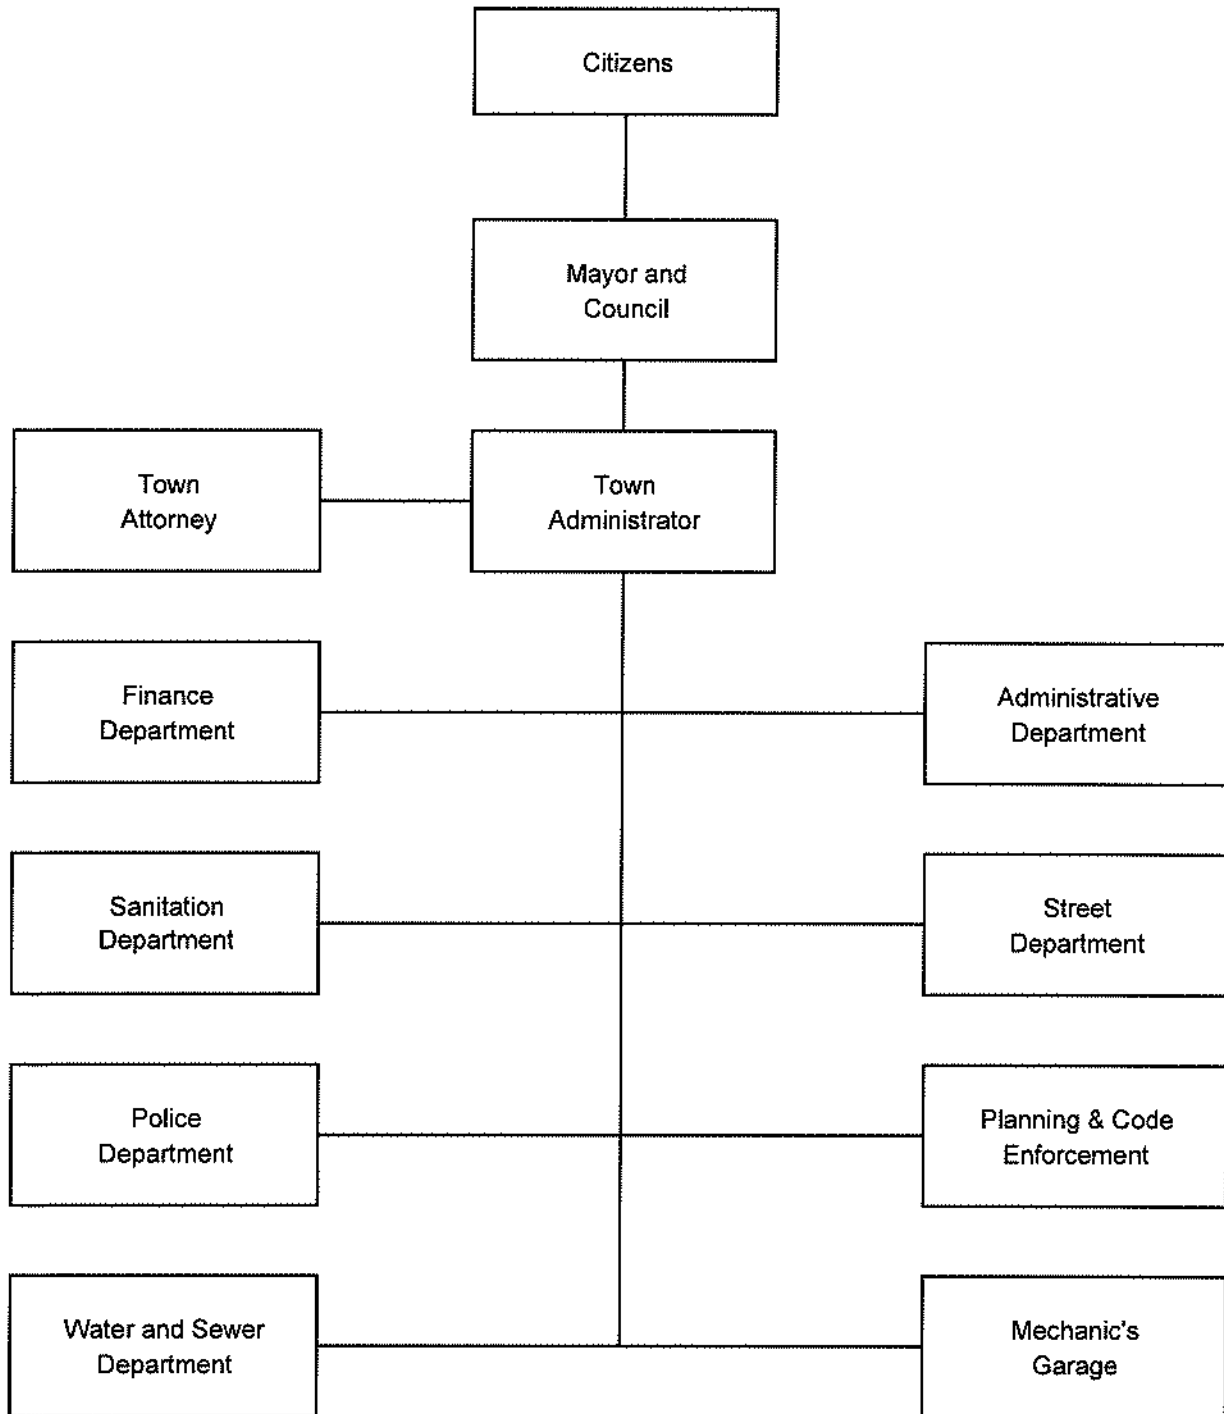 Citizens
Mayor and
Council
Town
Attorney
Town
Administrator
Finance
Department
Administrative
Department
Sanitation
Department
Street
Department
Police
Department
Planning & Code
Enforcement
Water and Sewer
Department
Mechanic's
Garage